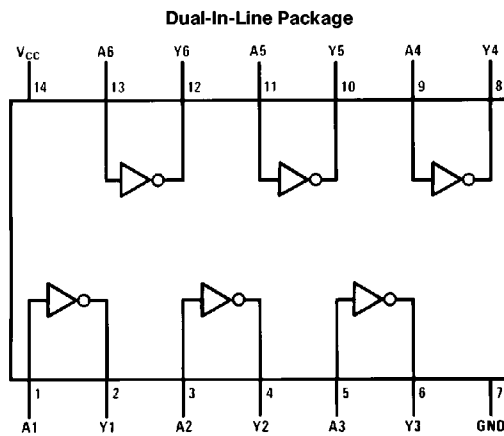 Dual-In-Line Package
VCC A6 Y6 A5 Y5 A4 Y4
14 13 12 11 10 9 8
1 2 3 4 5 6 7
A1 Y1 A2 Y2 A3 Y3 GND